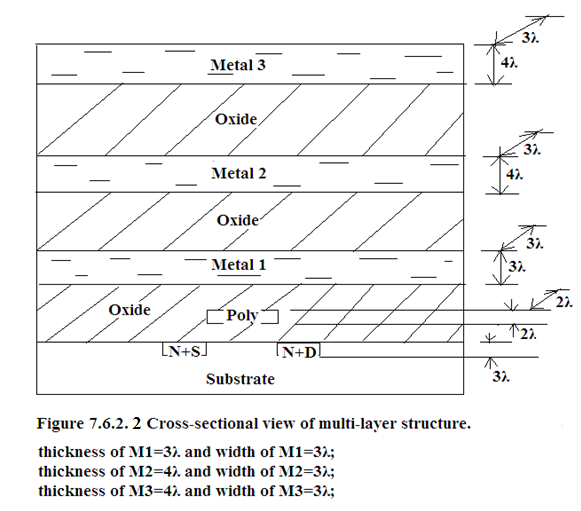 3λ
Metal 3
4λ
Oxide
3λ
Metal 2
4λ
Oxide
3λ
Metal 1
3λ
Oxide
Poly
2λ
2λ
N+S
N+D
Substrate
3λ
Figure 7.6.2. 2 Cross-sectional view of multi-layer structure.
thickness of M1=3λ and width of M1=3λ;
thickness of M2=4λ and width of M2=3λ;
thickness of M3=4λ and width of M3=3λ;